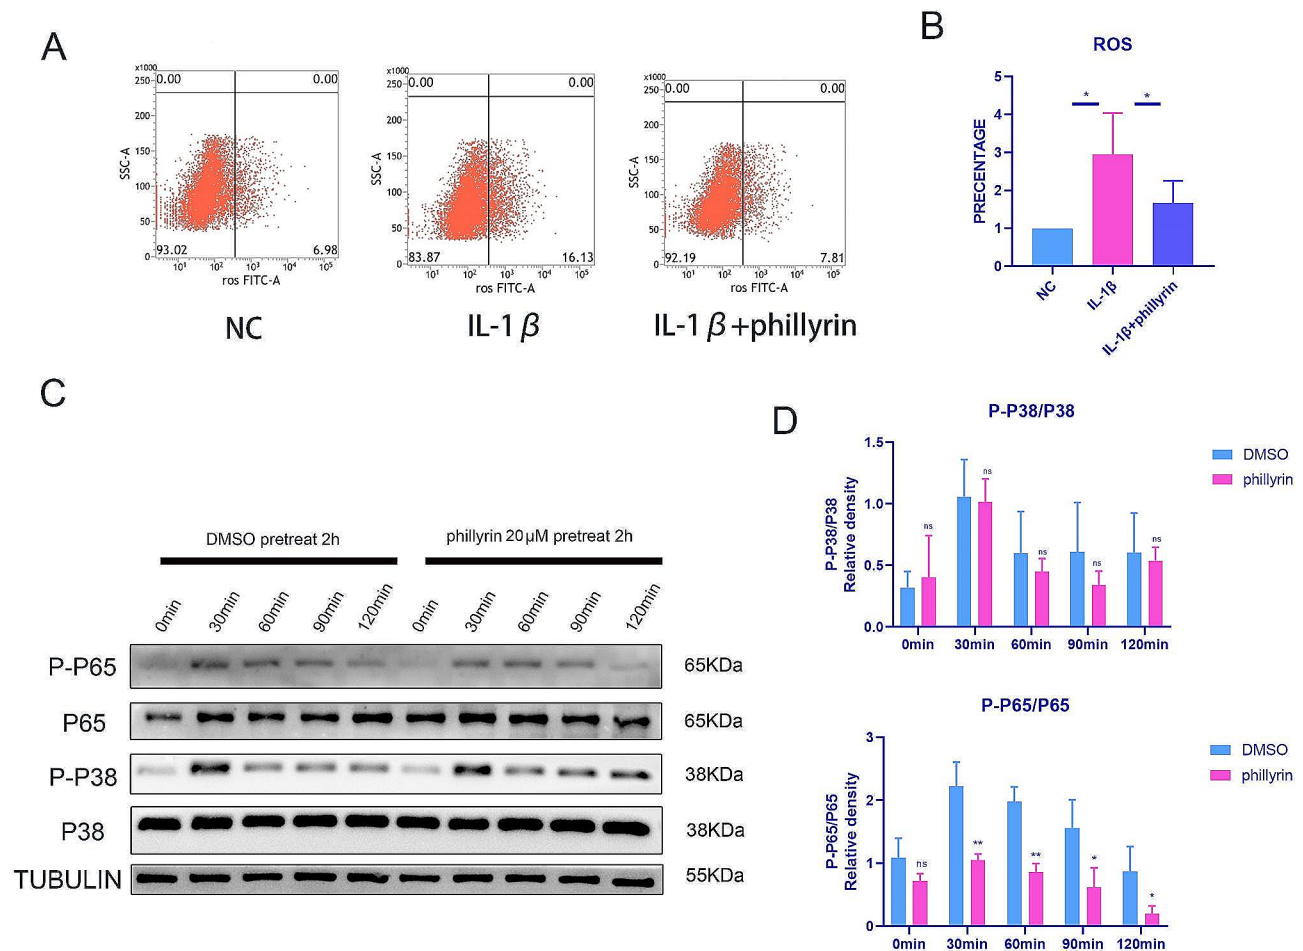 A
x1000
250
200
150
100
50
0
SSC-A
0.00
0.00
93.02
6.98
10¹
10²
10³
10⁴
10⁵
ros FITC-A
NC
x1000
250
200
150
100
50
0
SSC-A
0.00
0.00
83.87
16.13
10¹
10²
10³
10⁴
10⁵
ros FITC-A
IL-1β
x1000
250
200
150
100
50
0
SSC-A
0.00
0.00
92.19
7.81
10¹
10²
10³
10⁴
10⁵
ros FITC-A
IL-1β+phillyrin
B
ROS
PRECENTAGE
5
4
3
2
1
0
*
*
NC
IL-1β
IL-1β+phillyrin
C
DMSO pretreat 2h
phillyrin 20μM pretreat 2h
0min
30min
60min
90min
120min
0min
30min
60min
90min
120min
P-P65
65KDa
P65
65KDa
P-P38
38KDa
P38
38KDa
TUBULIN
55KDa
D
P-P38/P38
P-P38/P38
Relative density
1.5
1.0
0.5
0.0
ns
ns
ns
ns
ns
0min
30min
60min
90min
120min
DMSO
phillyrin
P-P65/P65
P-P65/P65
Relative density
3
2
1
0
ns
**
**
*
*
0min
30min
60min
90min
120min
DMSO
phillyrin